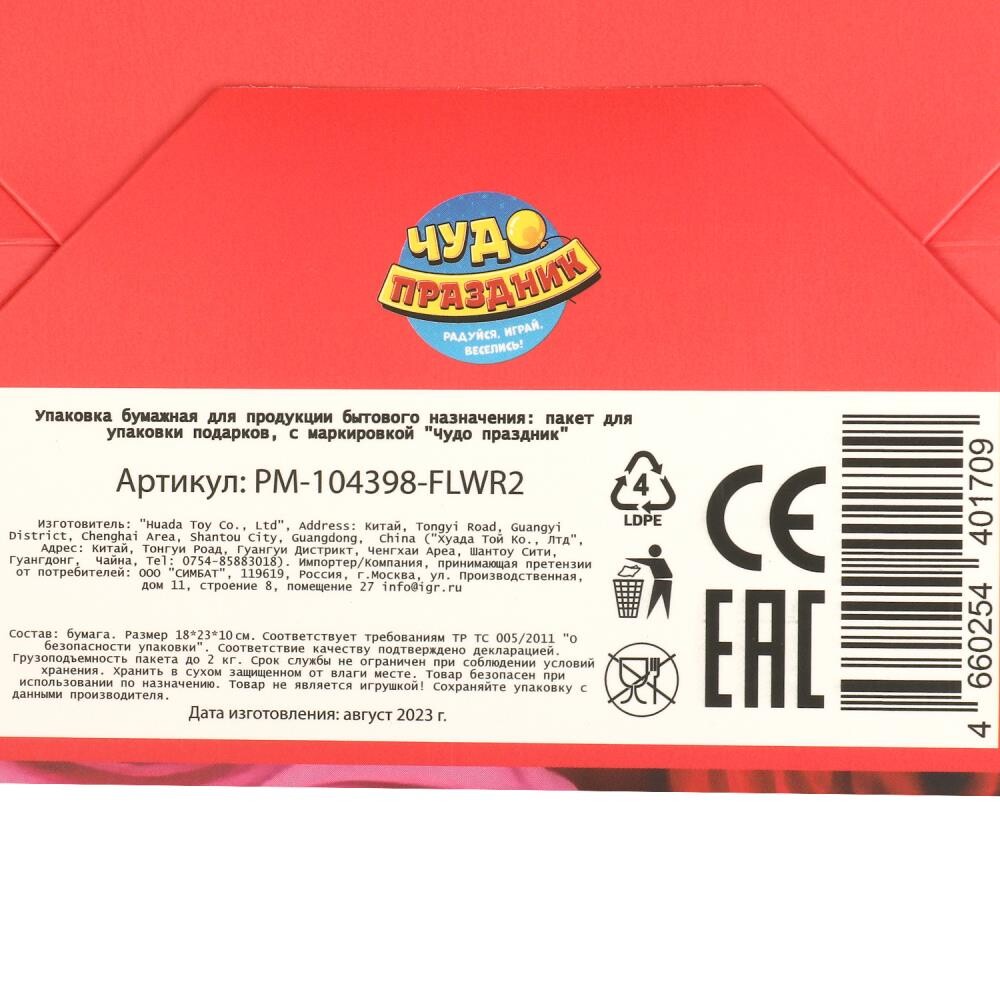 ЧУДО
ПРАЗДНИК
РАДУЙСЯ, ИГРАЙ,
ВЕСЕЛИСЬ!
Упаковка бумажная для продукции бытового назначения: пакет для
упаковки подарков, с маркировкой "Чудо праздник"
Артикул: PM-104398-FLWR2
Изготовитель: "Huada Toy Co., Ltd", Address: Китай, Tongyi Road, Guangyi
District, Chenghai Area, Shantou City, Guangdong, China ("Хуада Той Ко., Лтд",
Адрес: Китай, Тонгуи Роад, Гуангуи Дистрикт, Ченгхаи Ареа, Шантоу Сити,
Гуангдонг, Чайна, Tel: 0754-85883018). Импортер/Компания, принимающая претензии
от потребителей: ООО "СИМБАТ", 119619, Россия, г.Москва, ул. Производственная,
дом 11, строение 8, помещение 27 info@igr.ru
Состав: бумага. Размер 18*23*10 см. Соответствует требованиям ТР ТС 005/2011 "О
безопасности упаковки". Соответствие качеству подтверждено декларацией.
Грузоподъемность пакета до 2 кг. Срок службы не ограничен при соблюдении условий
хранения. Хранить в сухом защищенном от влаги месте. Товар безопасен при
использовании по назначению. Товар не является игрушкой! Сохраняйте упаковку с
данными производителя.
Дата изготовления: август 2023 г.
4
LDPE
CE
EAC
4 660254 401709